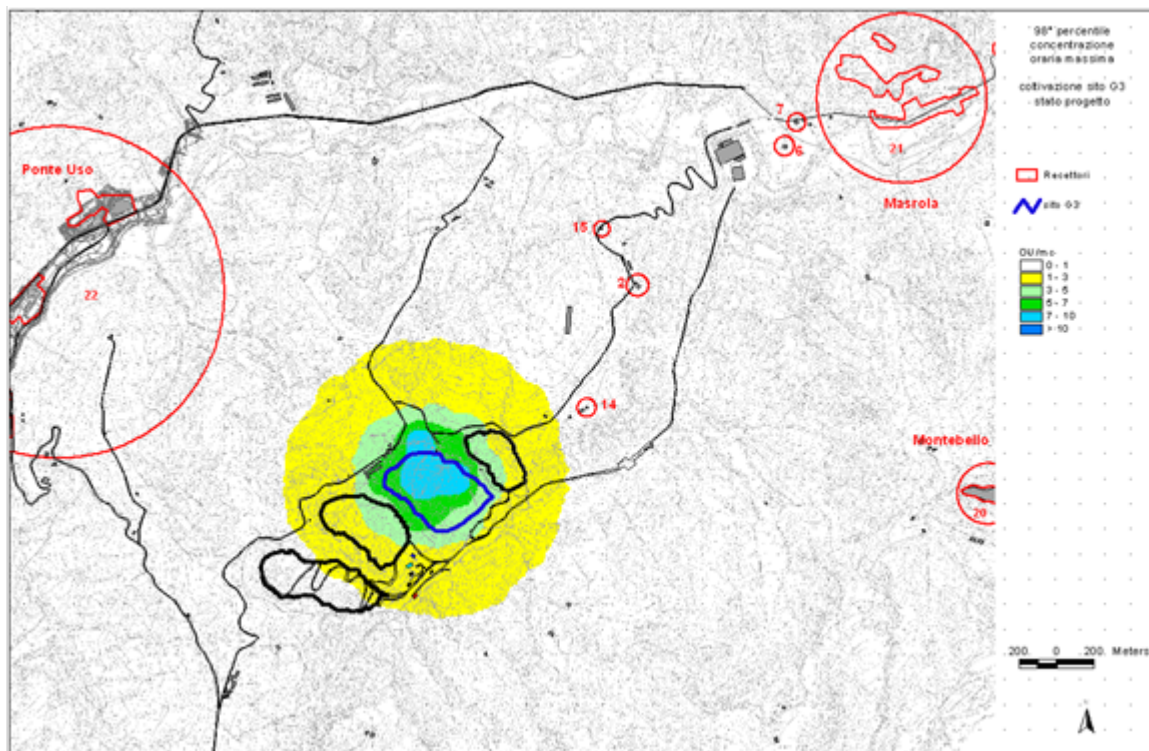 98° percentile
concentrazione
oraria massima
coltivazione sito G3
stato progetto
7
6
21
Masrola
Ponte Uso
Recettori
sito G3
15
2
22
OU/mc
0 - 1
1 - 3
3 - 5
5 - 7
7 - 10
> 10
14
Montebello
20
200 0 200 Meters